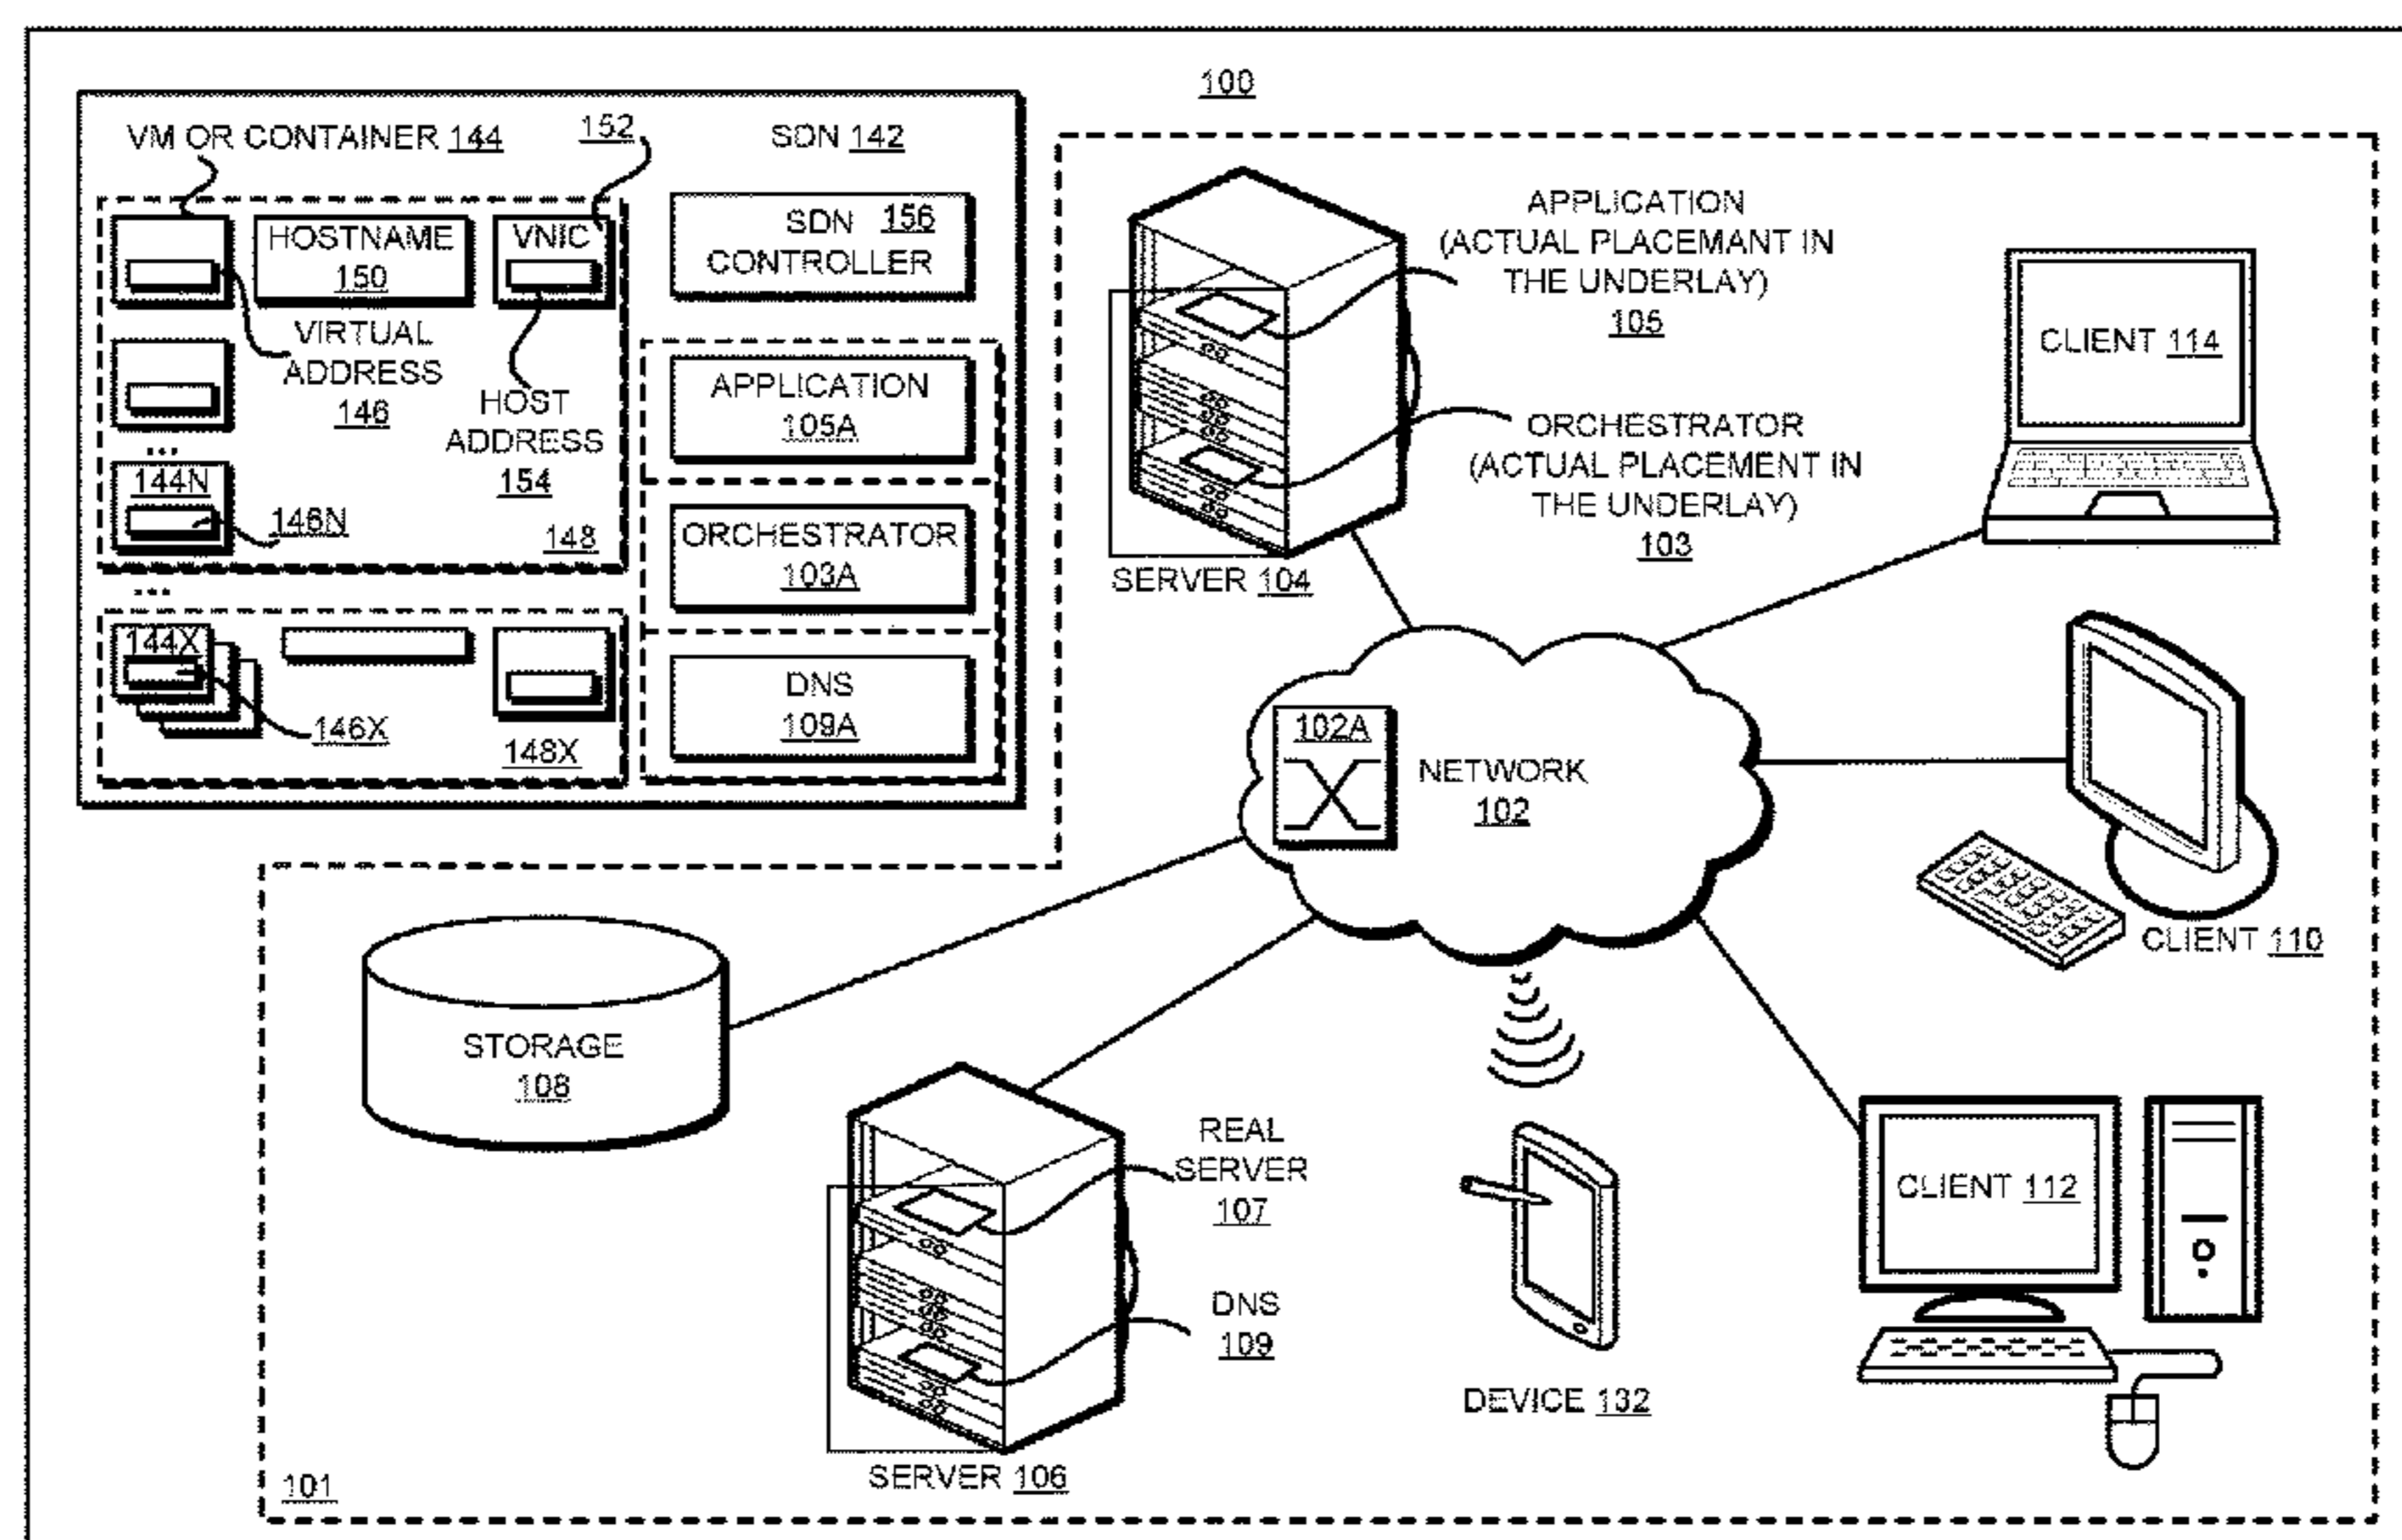 100
VM OR CONTAINER 144
152
SDN 142
HOSTNAME
150
VNIC
SDN 156
CONTROLLER
VIRTUAL
ADDRESS
146
HOST
ADDRESS
154
...
144N
146N
148
APPLICATION
105A
ORCHESTRATOR
103A
DNS
109A
...
144X
146X
148X
APPLICATION
(ACTUAL PLACEMANT IN
THE UNDERLAY)
105
ORCHESTRATOR
(ACTUAL PLACEMENT IN
THE UNDERLAY)
103
SERVER 104
CLIENT 114
102A
NETWORK
102
CLIENT 110
STORAGE
108
REAL
SERVER
107
DNS
109
SERVER 106
DEVICE 132
CLIENT 112
101